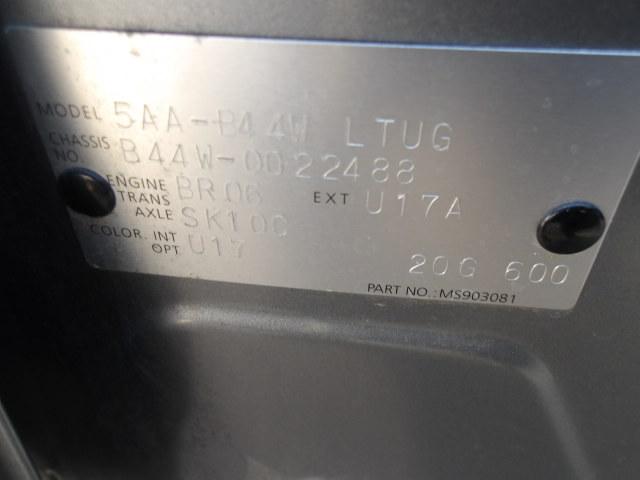 MODEL 5AA-B44W LTUG
CHASSIS NO. B44W-0022488
ENGINE BR06 EXT U17A
TRANS AXLE SK10C
COLOR. INT U17
OPT
20G 600
PART NO.:MS903081